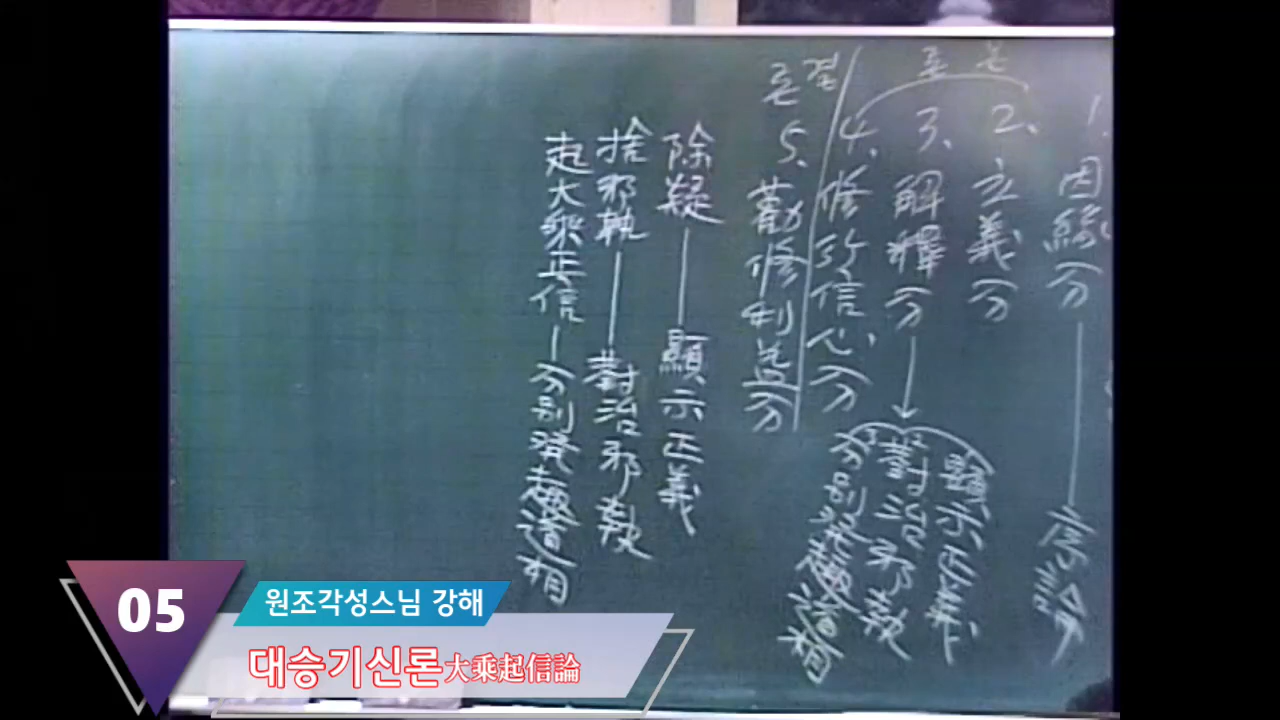 1. 因緣分 — 序論
본론
2. 立義分
3. 解釋分
顯示正義
2 對治邪執
3 分別發趣道相
4. 修行信心分
결론
5. 勸修利益分
除疑 — 顯示正義
捨邪執 — 對治邪執
起大乘正信 — 分別發趣道相
05
원조각성스님 강해
대승기신론大乘起信論